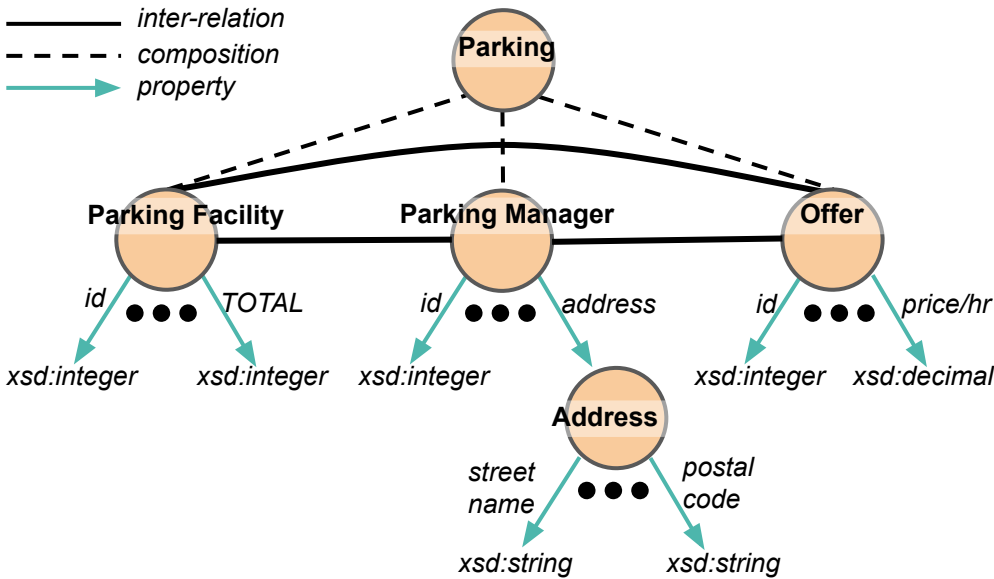 inter-relation
composition
property
Parking
Parking Facility
Parking Manager
Offer
id
TOTAL
id
address
id
price/hr
xsd:integer
xsd:integer
xsd:integer
xsd:integer
xsd:decimal
Address
street
name
postal
code
xsd:string
xsd:string